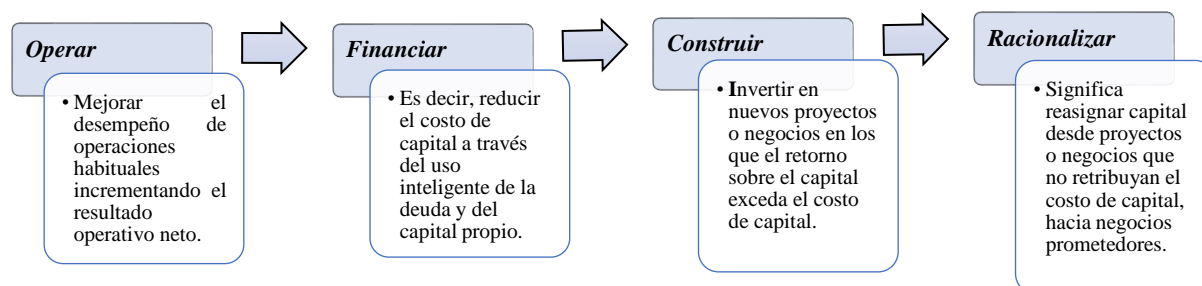 Operar
• Mejorar el
desempeño de
operaciones
habituales
incrementando el
resultado
operativo neto.
Financiar
• Es decir, reducir
el costo de
capital a través
del uso
inteligente de la
deuda y del
capital propio.
Construir
• Invertir en
nuevos proyectos
o negocios en los
que el retorno
sobre el capital
exceda el costo
de capital.
Racionalizar
• Significa
reasignar capital
desde proyectos
o negocios que
no retribuyan el
costo de capital,
hacia negocios
prometedores.